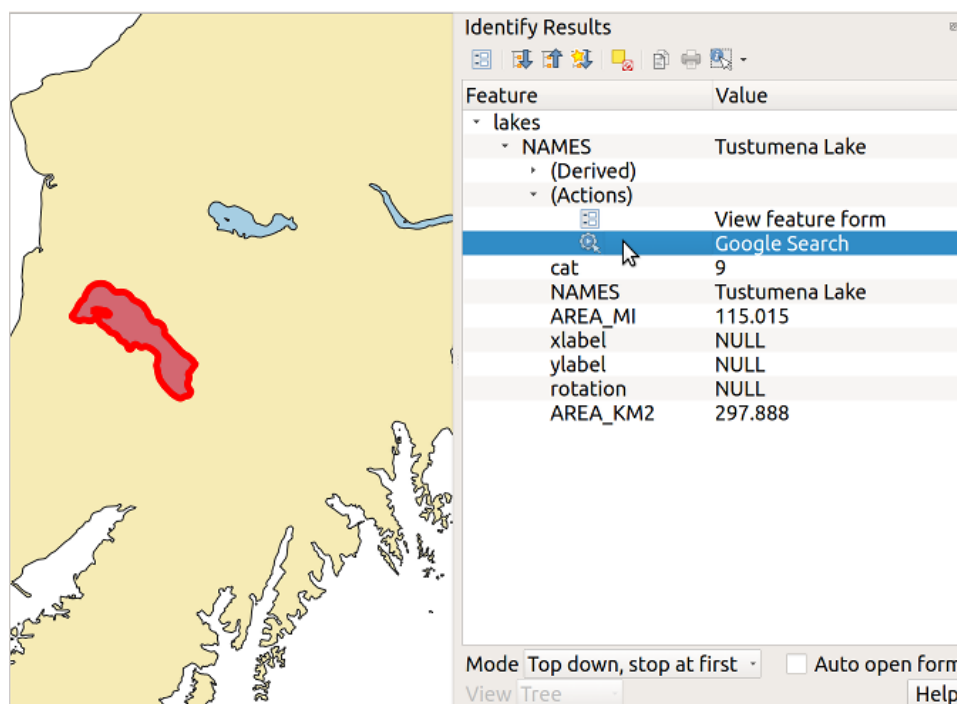 Identify Results
Feature Value
lakes
NAMES Tustumena Lake
(Derived)
(Actions)
View feature form
Google Search
cat 9
NAMES Tustumena Lake
AREA_MI 115.015
xlabel NULL
ylabel NULL
rotation NULL
AREA_KM2 297.888
Mode Top down, stop at first Auto open form
View Tree Help